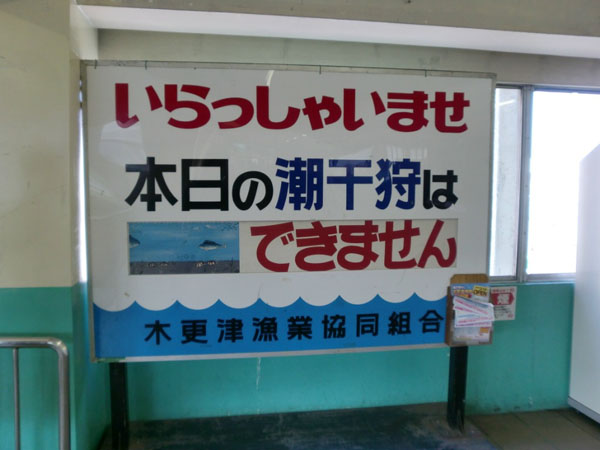 いらっしゃいませ
本日の潮干狩は
できません
木更津漁業協同組合